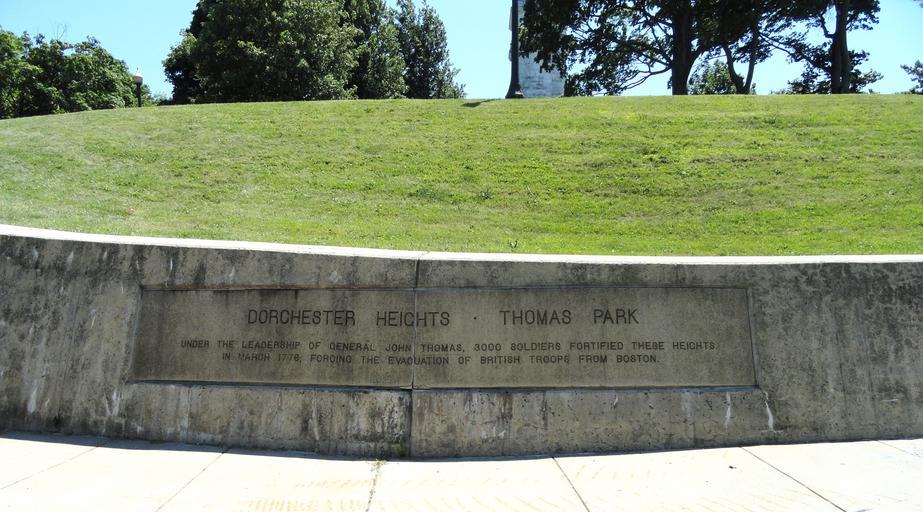 DORCHESTER HEIGHTS · THOMAS PARK
UNDER THE LEADERSHIP OF GENERAL JOHN THOMAS, 3000 SOLDIERS FORTIFIED THESE HEIGHTS
IN MARCH 1776, FORCING THE EVACUATION OF BRITISH TROOPS FROM BOSTON.